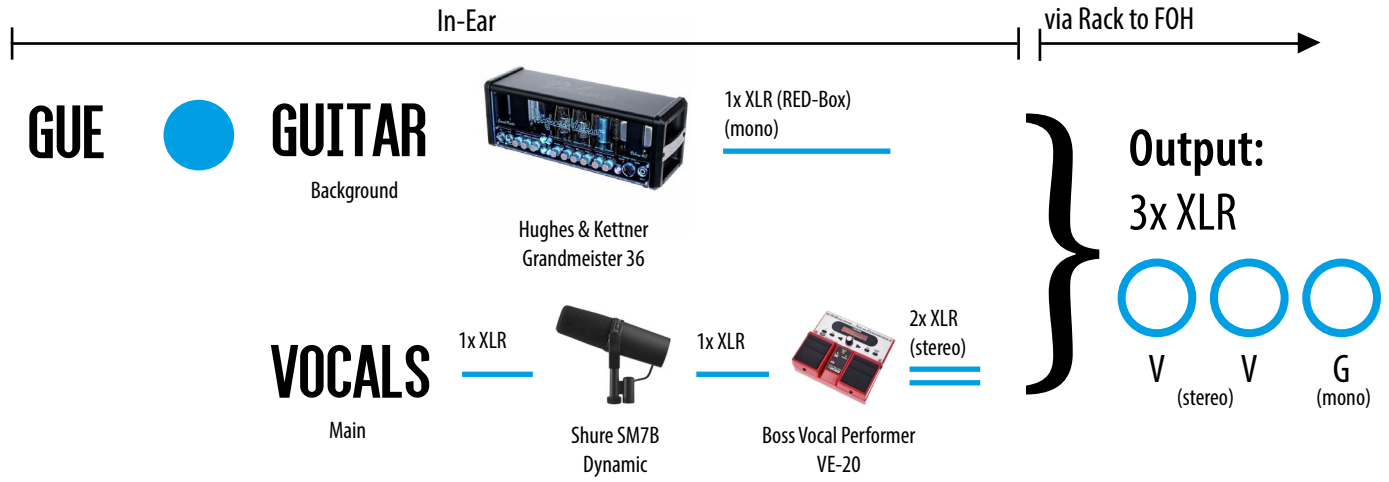 In-Ear
via Rack to FOH
GUE
GUITAR
Background
Hughes & Kettner
Grandmeister 36
1x XLR (RED-Box)
(mono)
Output:
3x XLR
V
V
G
(stereo)
(mono)
VOCALS
Main
1x XLR
Shure SM7B
Dynamic
1x XLR
Boss Vocal Performer
VE-20
2x XLR
(stereo)